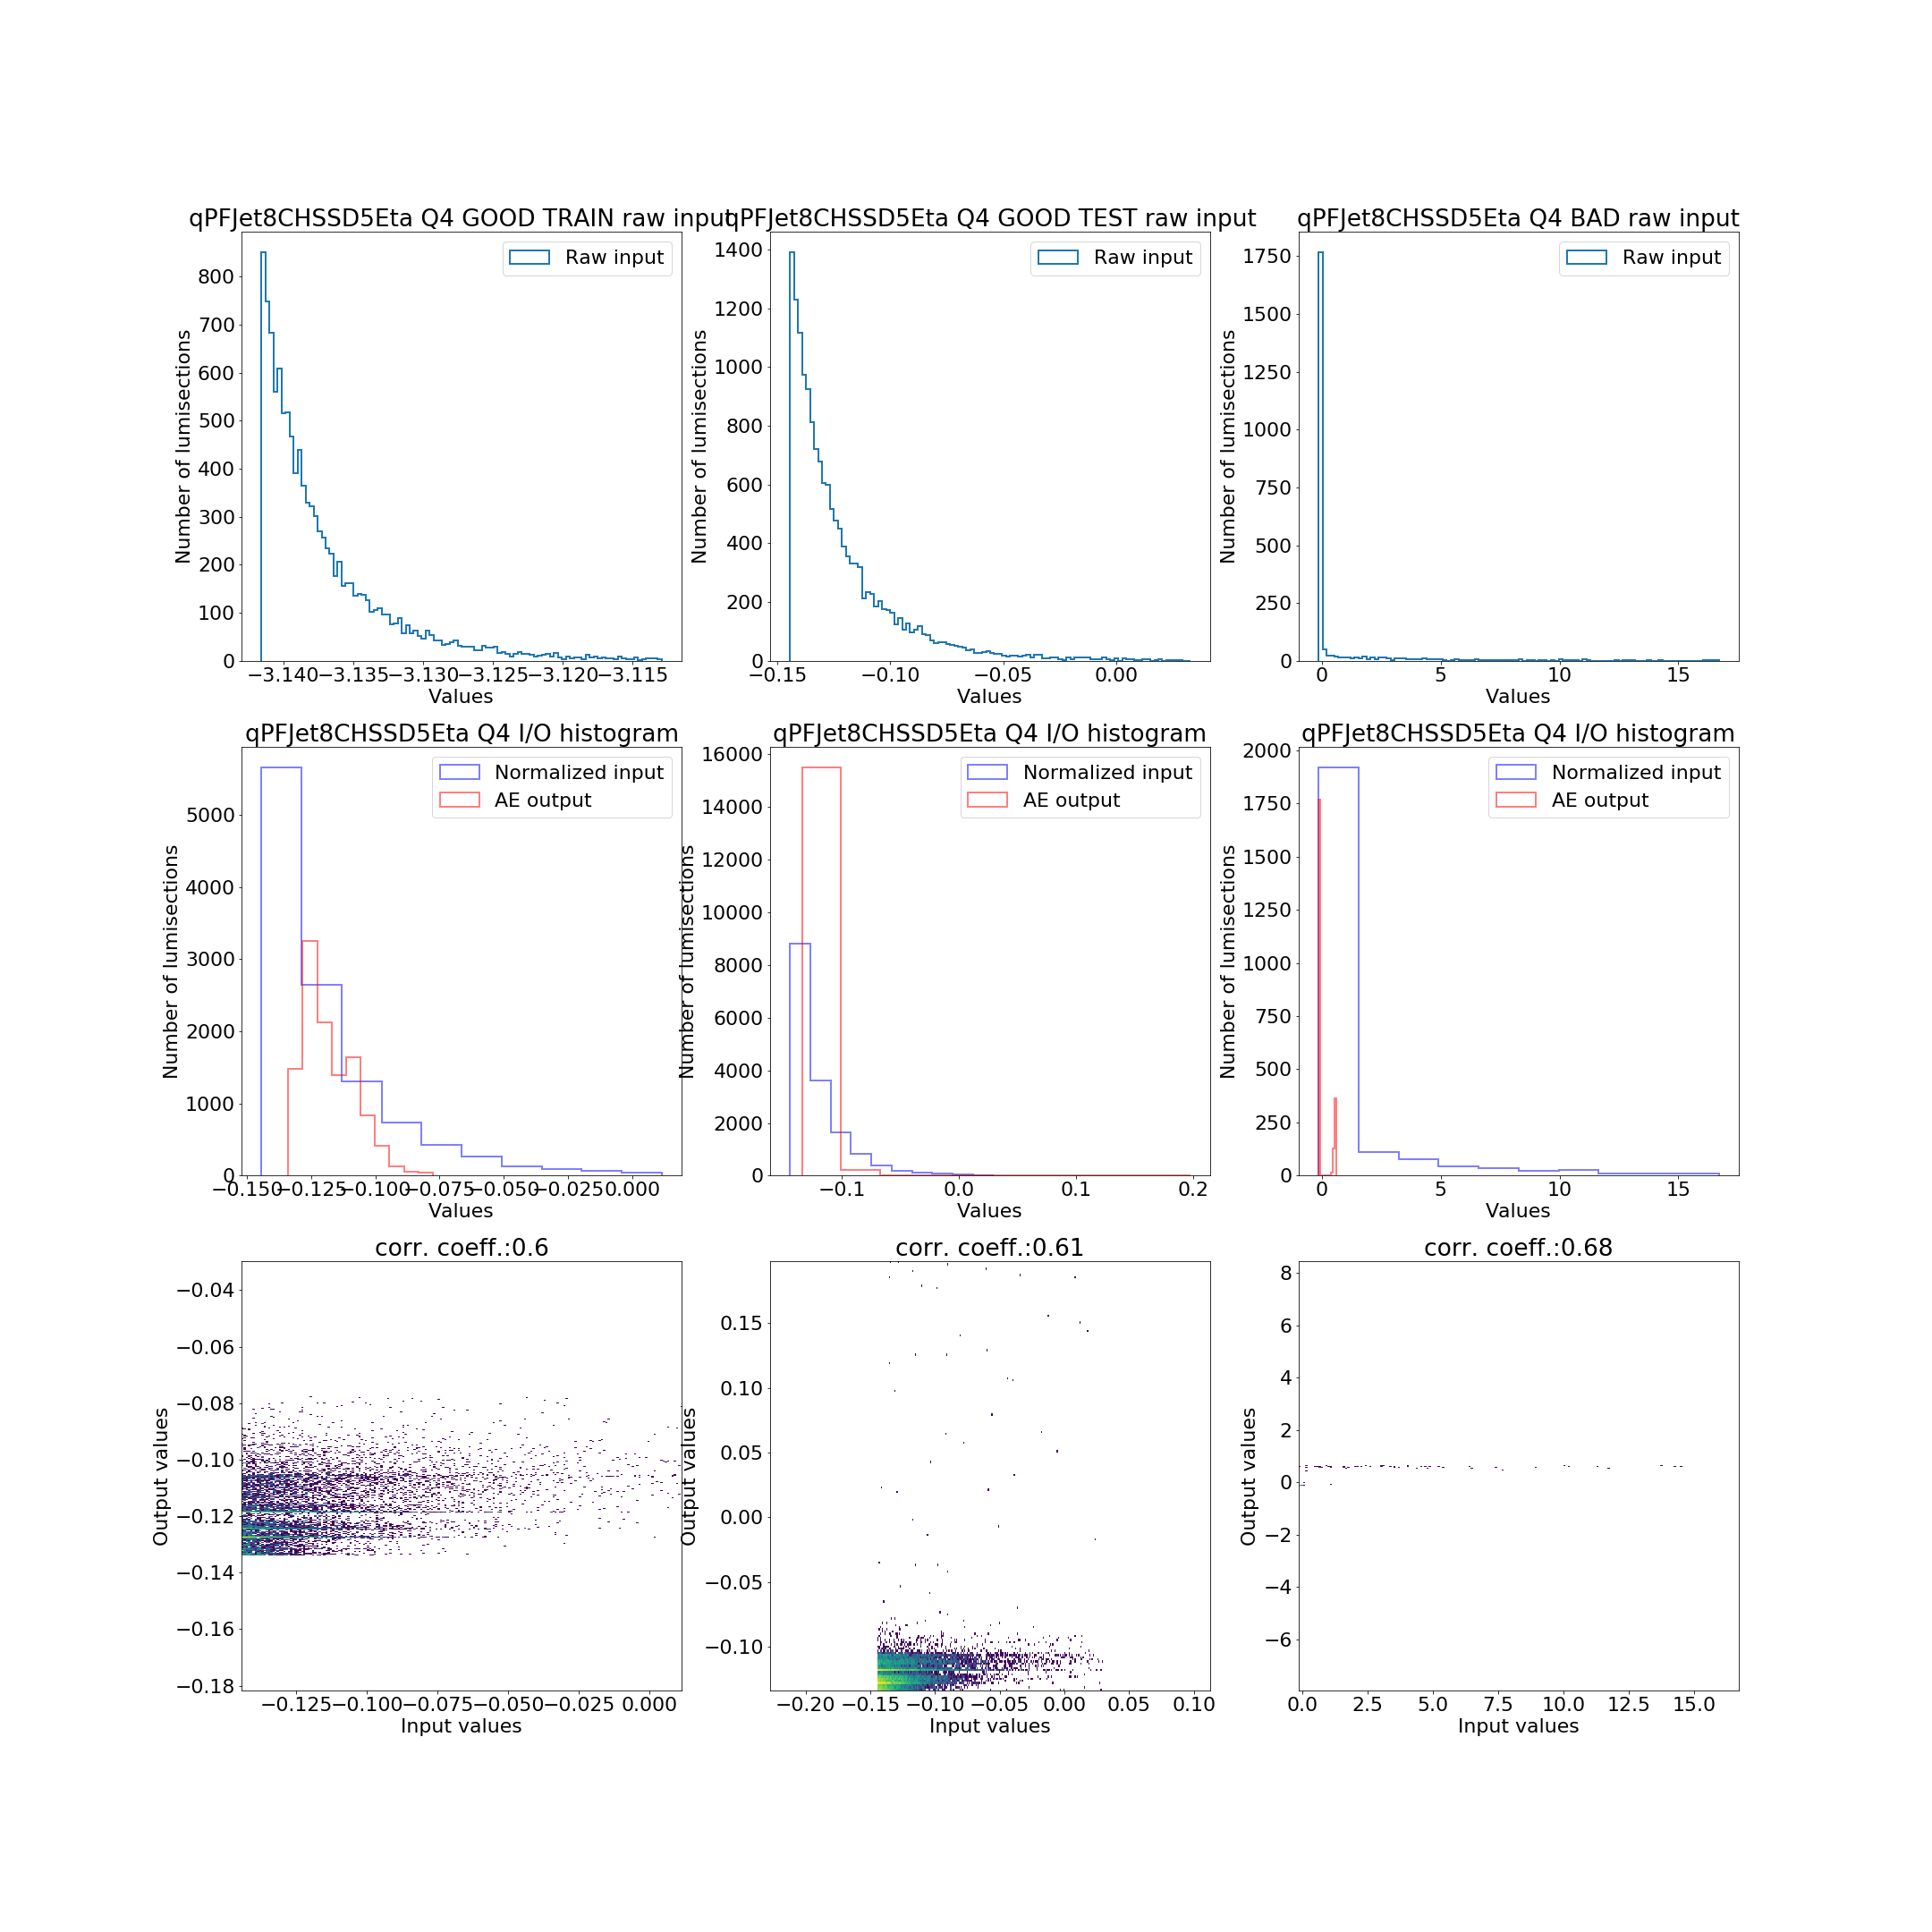 qPFJet8CHSSD5Eta Q4 GOOD TRAIN raw input
Raw input
Number of lumisections
800
700
600
500
400
300
200
100
0
−3.140 −3.135 −3.130 −3.125 −3.120 −3.115
Values
qPFJet8CHSSD5Eta Q4 GOOD TEST raw input
Raw input
Number of lumisections
1400
1200
1000
800
600
400
200
0
−0.15 −0.10 −0.05 0.00
Values
qPFJet8CHSSD5Eta Q4 BAD raw input
Raw input
Number of lumisections
1750
1500
1250
1000
750
500
250
0
0 5 10 15
Values
qPFJet8CHSSD5Eta Q4 I/O histogram
Normalized input
AE output
Number of lumisections
5000
4000
3000
2000
1000
0
−0.150 −0.125 −0.100 −0.075 −0.050 −0.025 0.000
Values
qPFJet8CHSSD5Eta Q4 I/O histogram
Normalized input
AE output
Number of lumisections
16000
14000
12000
10000
8000
6000
4000
2000
0
−0.1 0.0 0.1 0.2
Values
qPFJet8CHSSD5Eta Q4 I/O histogram
Normalized input
AE output
Number of lumisections
2000
1750
1500
1250
1000
750
500
250
0
0 5 10 15
Values
corr. coeff.:0.6
Output values
−0.04
−0.06
−0.08
−0.10
−0.12
−0.14
−0.16
−0.18
−0.125 −0.100 −0.075 −0.050 −0.025 0.000
Input values
corr. coeff.:0.61
Output values
0.15
0.10
0.05
0.00
−0.05
−0.10
−0.20 −0.15 −0.10 −0.05 0.00 0.05 0.10
Input values
corr. coeff.:0.68
Output values
8
6
4
2
0
−2
−4
−6
0.0 2.5 5.0 7.5 10.0 12.5 15.0
Input values